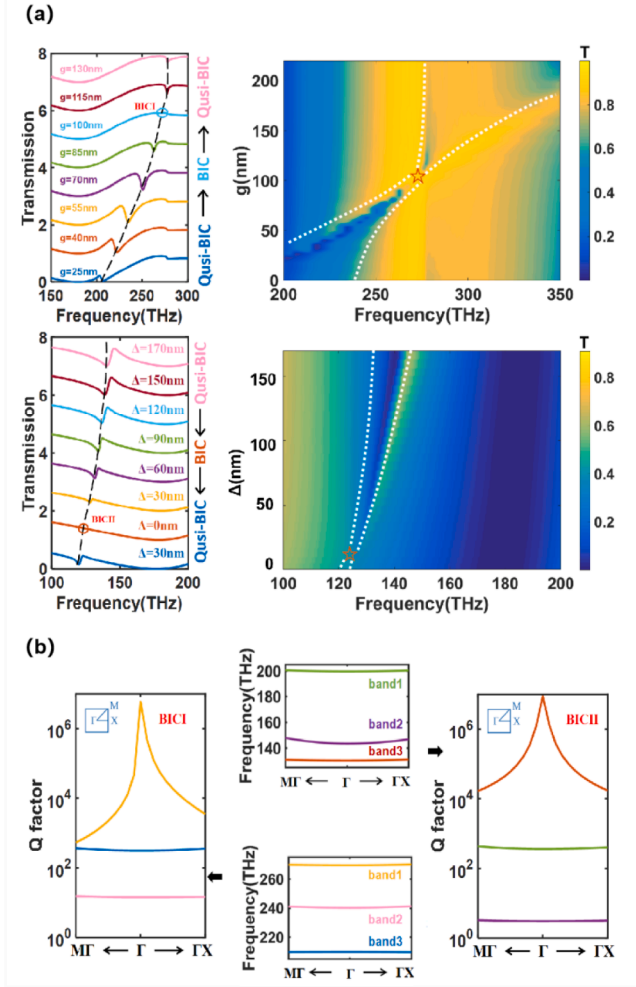 (a)
8
6
4
2
0
Transmission
g=130nm
g=115nm
g=100nm
g=85nm
g=70nm
g=55nm
g=40nm
g=25nm
BICI
150 200 250 300
Frequency(THz)
Qusi-BIC → BIC → Qusi-BIC
g(nm)
200
150
100
50
0
200 250 300 350
Frequency(THz)
T
0.8
0.6
0.4
0.2
8
6
4
2
0
Transmission
Δ=170nm
Δ=150nm
Δ=120nm
Δ=90nm
Δ=60nm
Δ=30nm
Δ=0nm
Δ=30nm
BICII
100 150 200
Frequency(THz)
Qusi-BIC → BIC → Qusi-BIC
Δ(nm)
150
100
50
0
100 120 140 160 180 200
Frequency(THz)
T
0.8
0.6
0.4
0.2
(b)
Q factor
10⁶
10⁴
10²
10⁰
M
Γ X
BICI
MΓ ← Γ → ΓX
Frequency(THz)
200
180
160
140
band1
band2
band3
MΓ ← Γ → ΓX
Frequency(THz)
260
240
220
band1
band2
band3
MΓ ← Γ → ΓX
Q factor
10⁶
10⁴
10²
10⁰
M
Γ X
BICII
MΓ ← Γ → ΓX